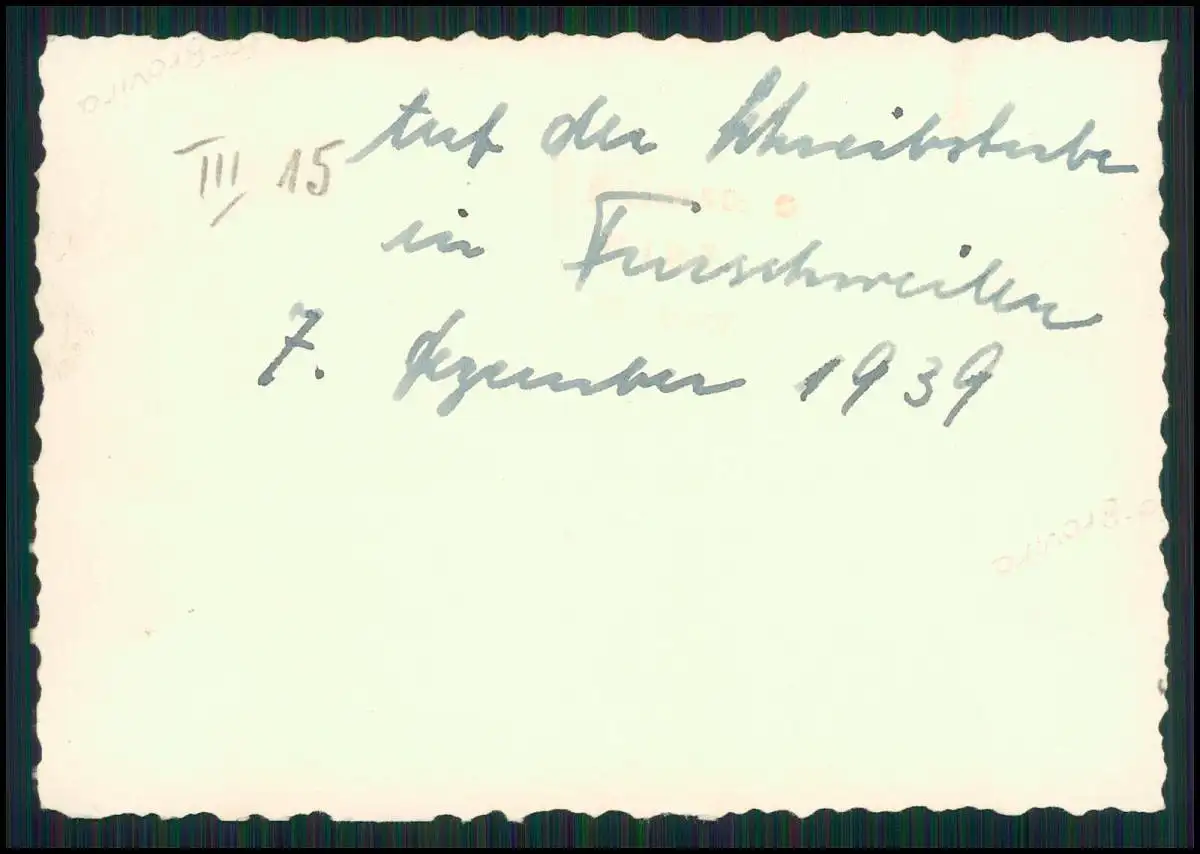 III/15
Auf der Schreibstube
in Furschweiler
7. Dezember 1939